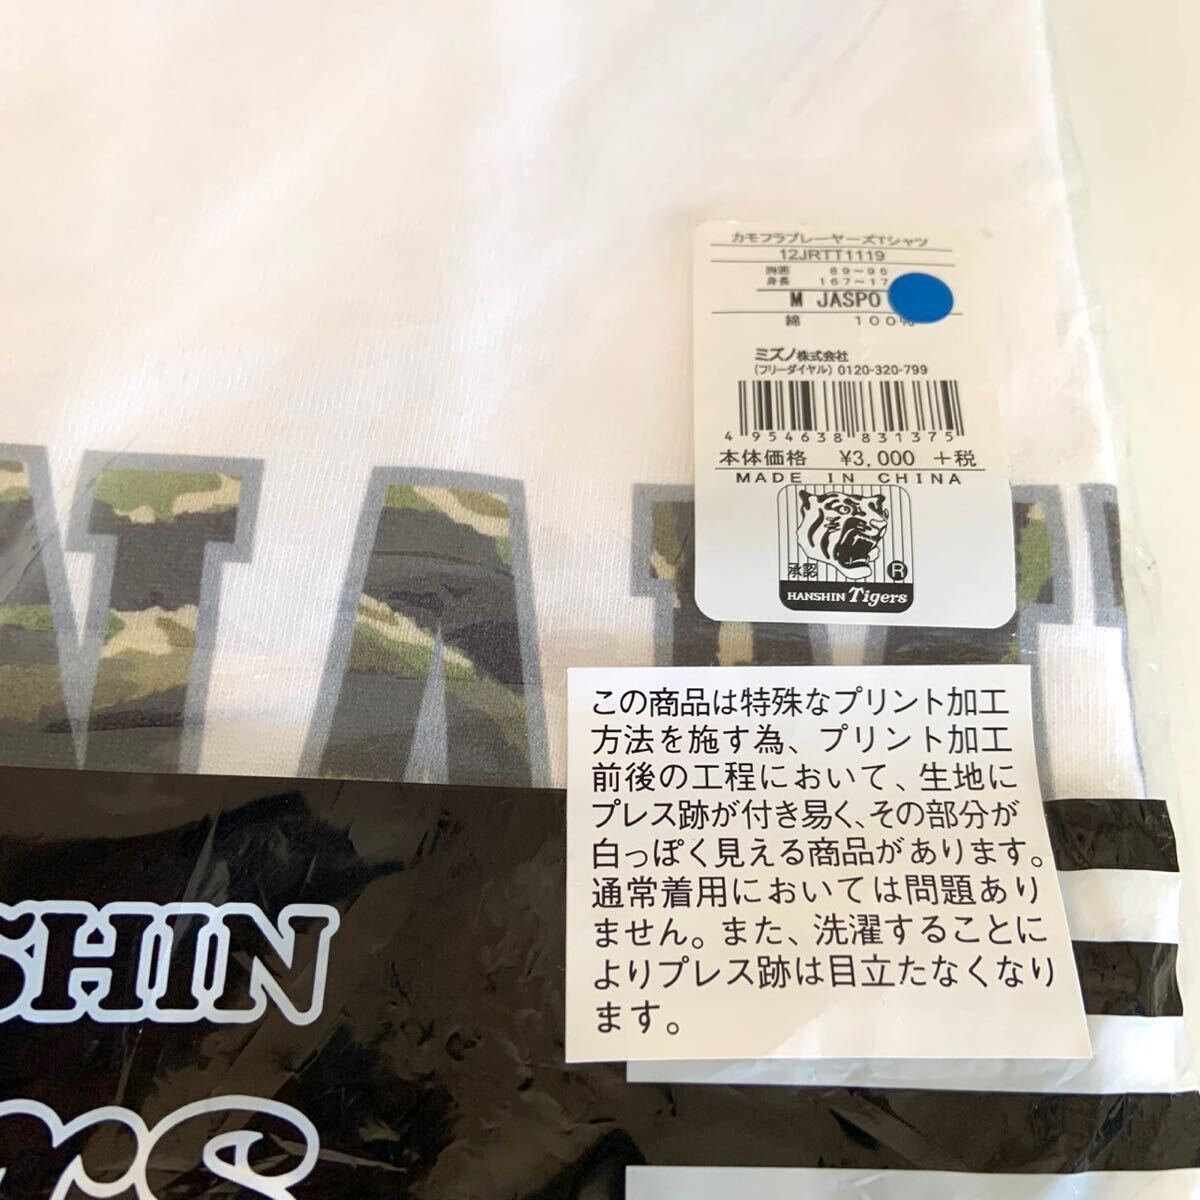 カモフラプレーヤーズTシャツ
12JRTT1119
胸囲 89～96
身長 167～17
M JASPO
綿 100%
ミズノ株式会社
(フリーダイヤル) 0120-320-799
4 954638 831375
本体価格 ¥3,000 +税
MADE IN CHINA
承認 R
HANSHIN Tigers
この商品は特殊なプリント加工
方法を施す為、プリント加工
前後の工程において、生地に
プレス跡が付き易く、その部分が
白っぽく見える商品があります。
通常着用においては問題あり
ません。また、洗濯することに
よりプレス跡は目立たなくなり
ます。
SHIN
rs